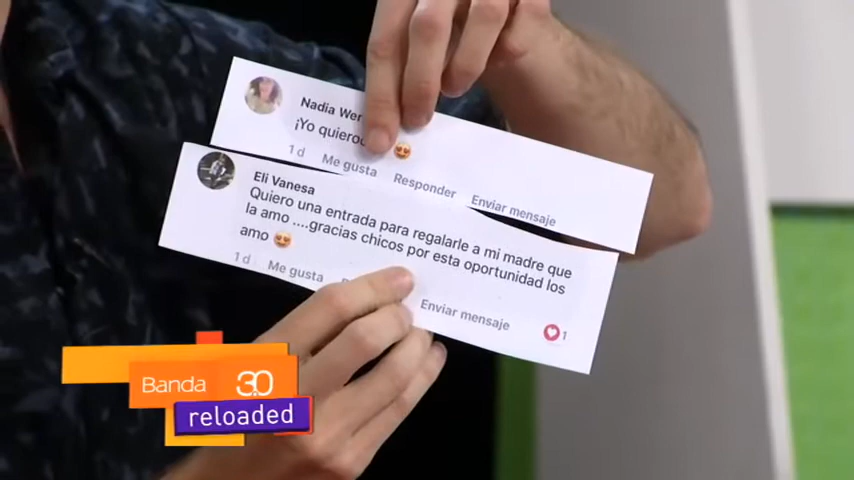 Nadia Wer
¡Yo quiero
1 d Me gusta Responder Enviar mensaje
Eli Vanesa
Quiero una entrada para regalarle a mi madre que
la amo ....gracias chicos por esta oportunidad los
amo 😍
1 d Me gusta Enviar mensaje 1
Banda 3.0
reloaded